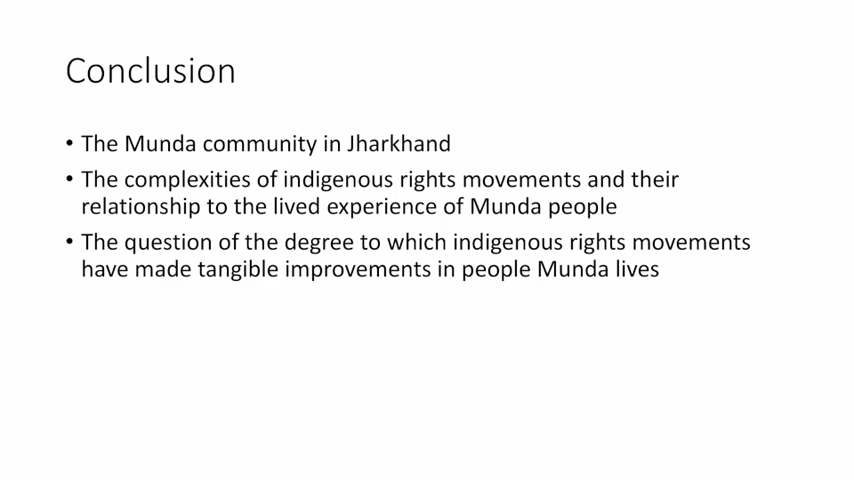 Conclusion
• The Munda community in Jharkhand
• The complexities of indigenous rights movements and their
relationship to the lived experience of Munda people
• The question of the degree to which indigenous rights movements
have made tangible improvements in people Munda lives